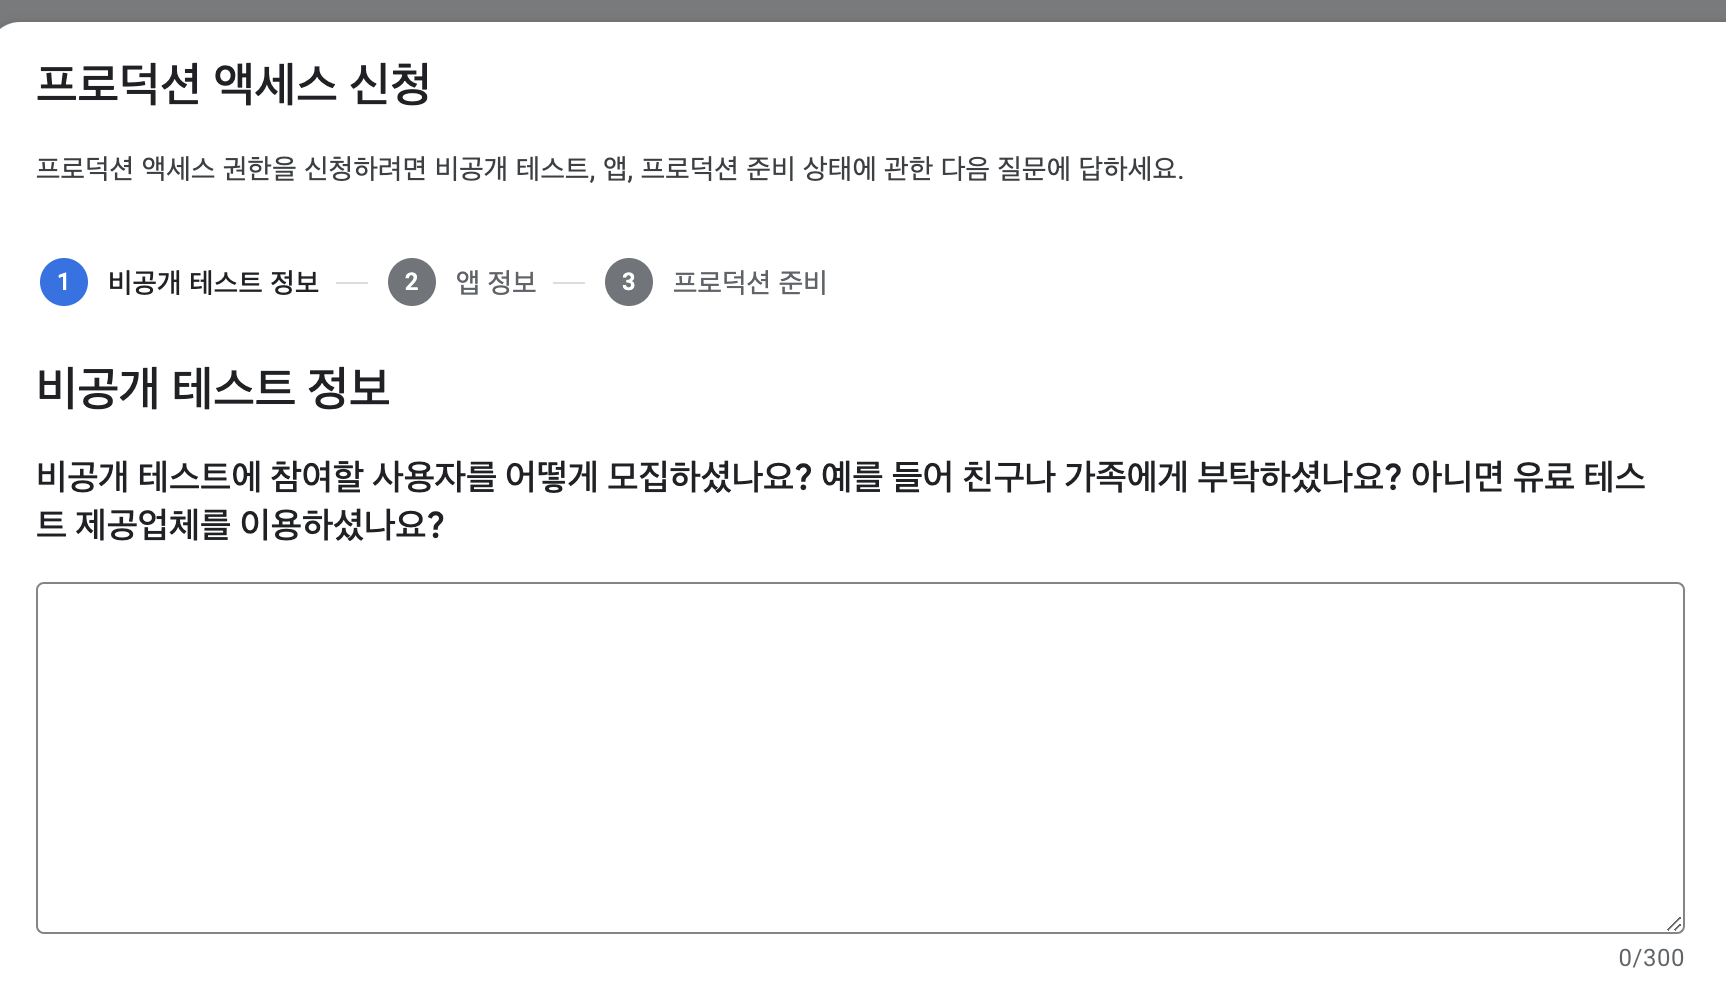 프로덕션 액세스 신청
프로덕션 액세스 권한을 신청하려면 비공개 테스트, 앱, 프로덕션 준비 상태에 관한 다음 질문에 답하세요.
1 비공개 테스트 정보 2 앱 정보 3 프로덕션 준비
비공개 테스트 정보
비공개 테스트에 참여할 사용자를 어떻게 모집하셨나요? 예를 들어 친구나 가족에게 부탁하셨나요? 아니면 유료 테스
트 제공업체를 이용하셨나요?
0/300